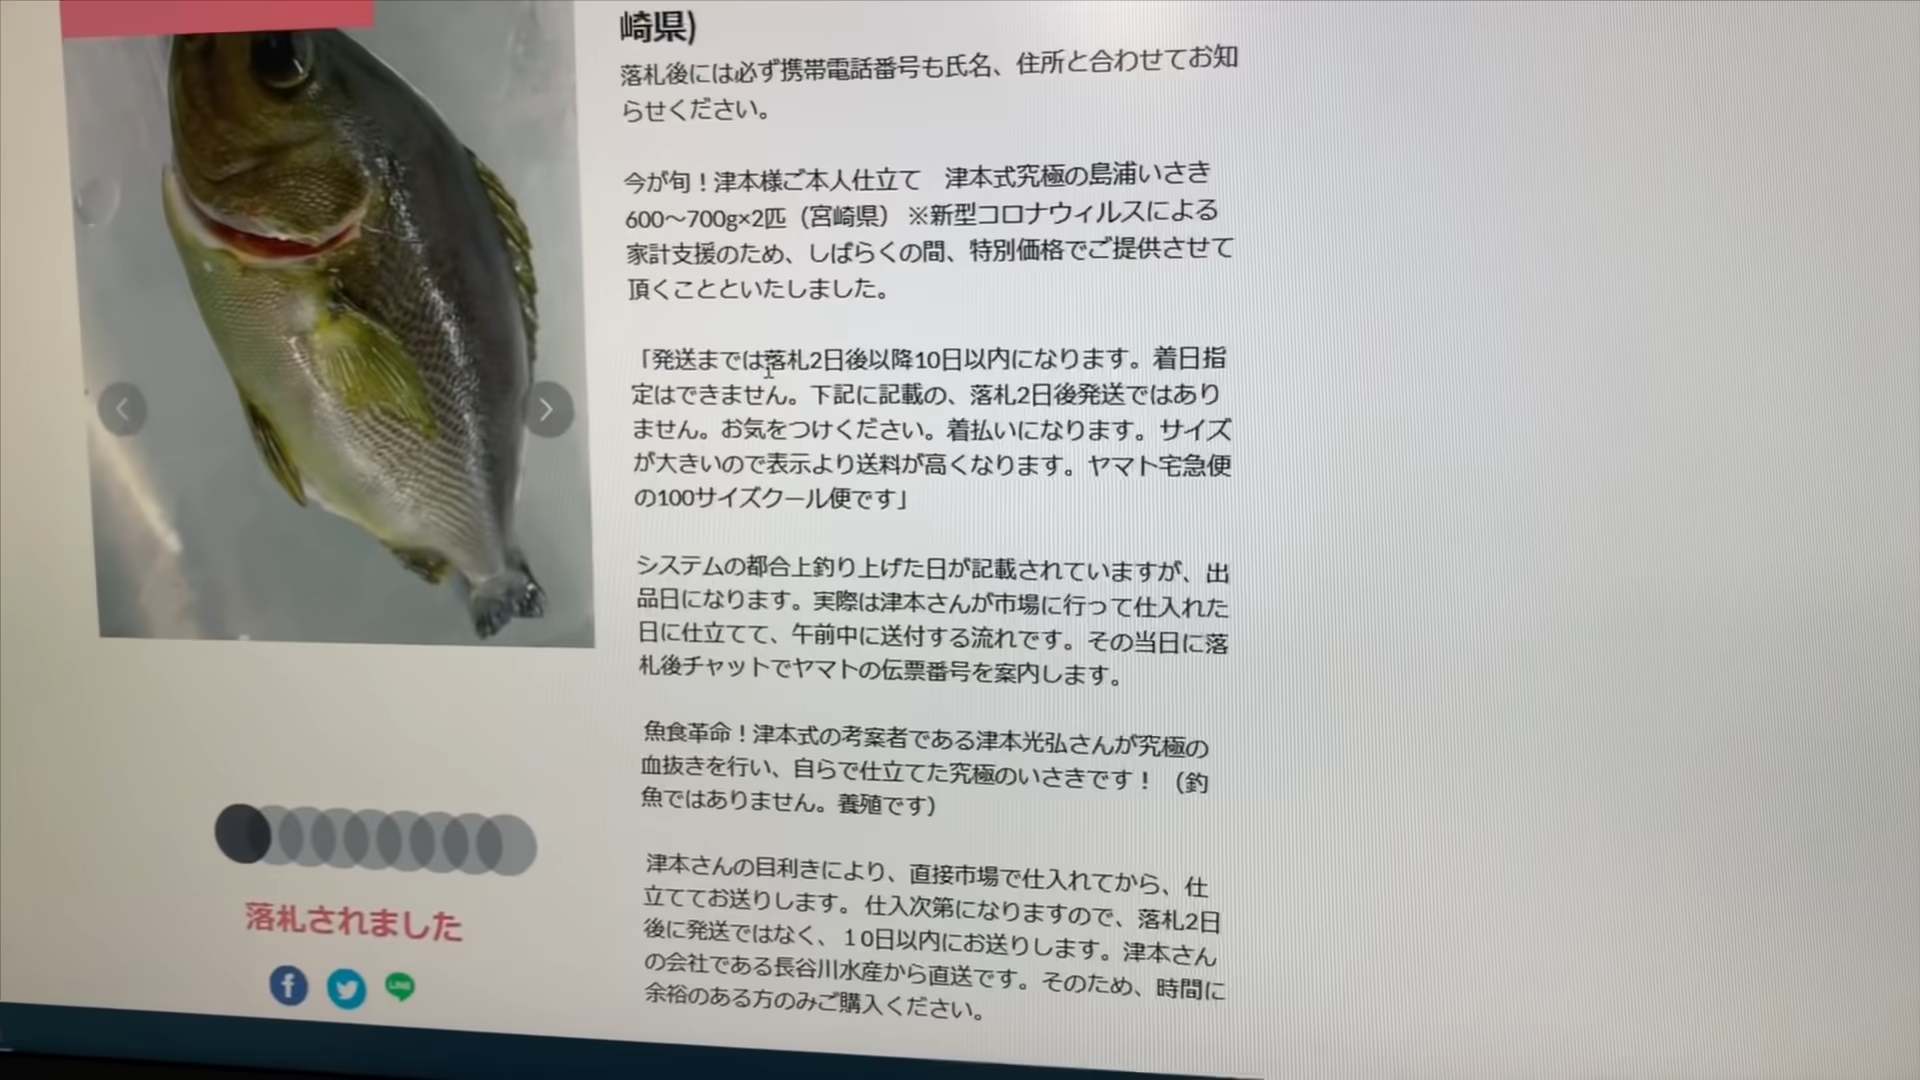 崎県)
落札後には必ず携帯電話番号も氏名、住所と合わせてお知
らせください。
今が旬！津本様ご本人仕立て　津本式究極の島浦いさき
600〜700g×2匹（宮崎県）※新型コロナウィルスによる
家計支援のため、しばらくの間、特別価格でご提供させて
頂くことといたしました。
「発送までは落札2日後以降10日以内になります。着日指
定はできません。下記に記載の、落札2日後発送ではあり
ません。お気をつけください。着払いになります。サイズ
が大きいので表示より送料が高くなります。ヤマト宅急便
の100サイズクール便です」
システムの都合上釣り上げた日が記載されていますが、出
品日になります。実際は津本さんが市場に行って仕入れた
日に仕立てて、午前中に送付する流れです。その当日に落
札後チャットでヤマトの伝票番号を案内します。
魚食革命！津本式の考案者である津本光弘さんが究極の
血抜きを行い、自らで仕立てた究極のいさきです！（釣
魚ではありません。養殖です）
津本さんの目利きにより、直接市場で仕入れてから、仕
立ててお送りします。仕入次第になりますので、落札2日
後に発送ではなく、１0日以内にお送りします。津本さん
の会社である長谷川水産から直送です。そのため、時間に
余裕のある方のみご購入ください。
落札されました
LINE